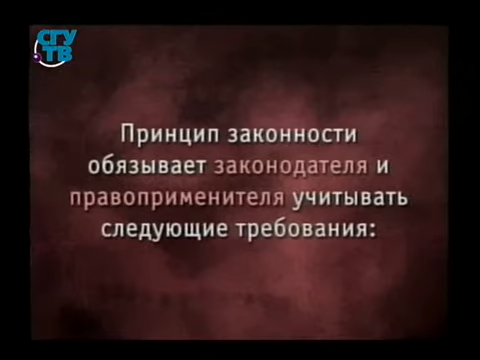 СГУ
ТВ
Принцип законности
обязывает законодателя и
правоприменителя учитывать
следующие требования: